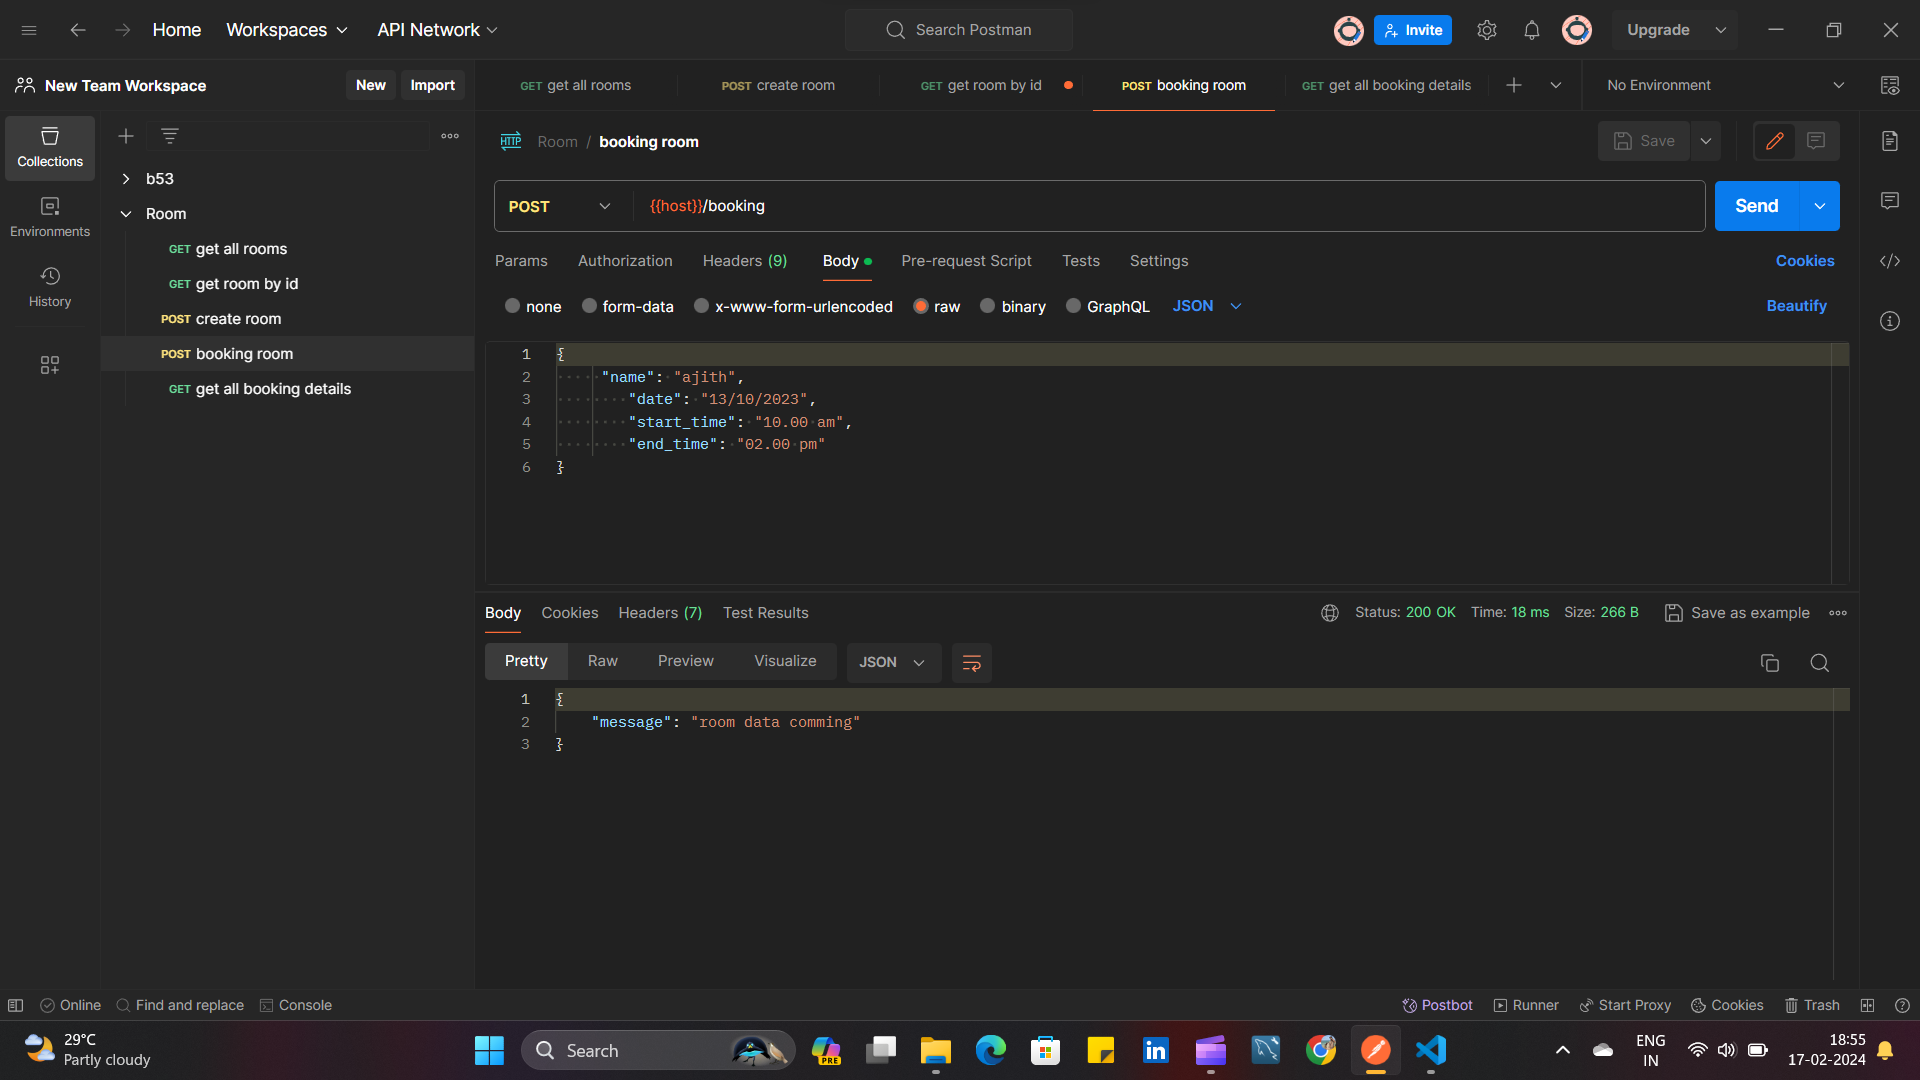 Home Workspaces API Network Search Postman Invite Upgrade
New Team Workspace New Import GET get all rooms POST create room GET get room by id POST booking room GET get all booking details No Environment
Collections
Environments
History
b53
Room
GET get all rooms
GET get room by id
POST create room
POST booking room
GET get all booking details
HTTP Room / booking room Save
POST {{host}}/booking Send
Params Authorization Headers (9) Body Pre-request Script Tests Settings Cookies
none form-data x-www-form-urlencoded raw binary GraphQL JSON Beautify
1 {
2 "name": "ajith",
3 "date": "13/10/2023",
4 "start_time": "10.00 am",
5 "end_time": "02.00 pm"
6 }
Body Cookies Headers (7) Test Results Status: 200 OK Time: 18 ms Size: 266 B Save as example
Pretty Raw Preview Visualize JSON
1 {
2 "message": "room data comming"
3 }
Online Find and replace Console Postbot Runner Start Proxy Cookies Trash
29°C
Partly cloudy
Search
PRE
ENG
IN
18:55
17-02-2024